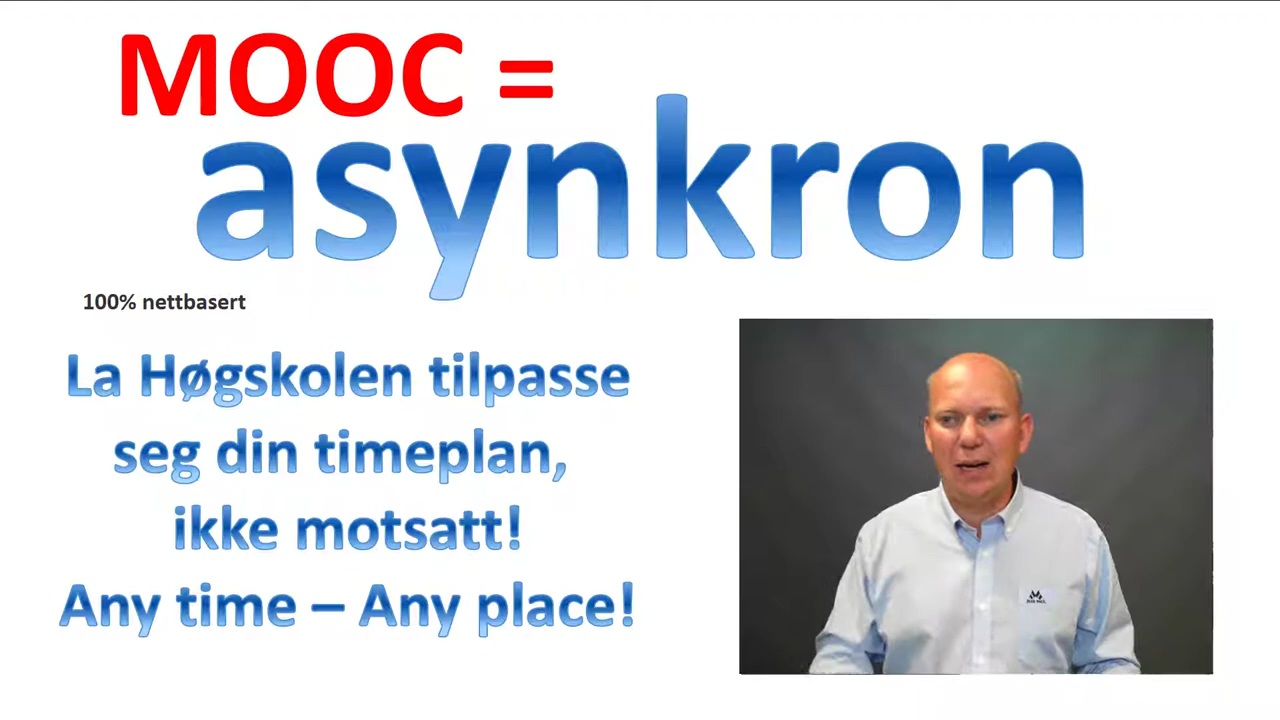 MOOC =
asynkron
100% nettbasert
La Høgskolen tilpasse
seg din timeplan,
ikke motsatt!
Any time – Any place!